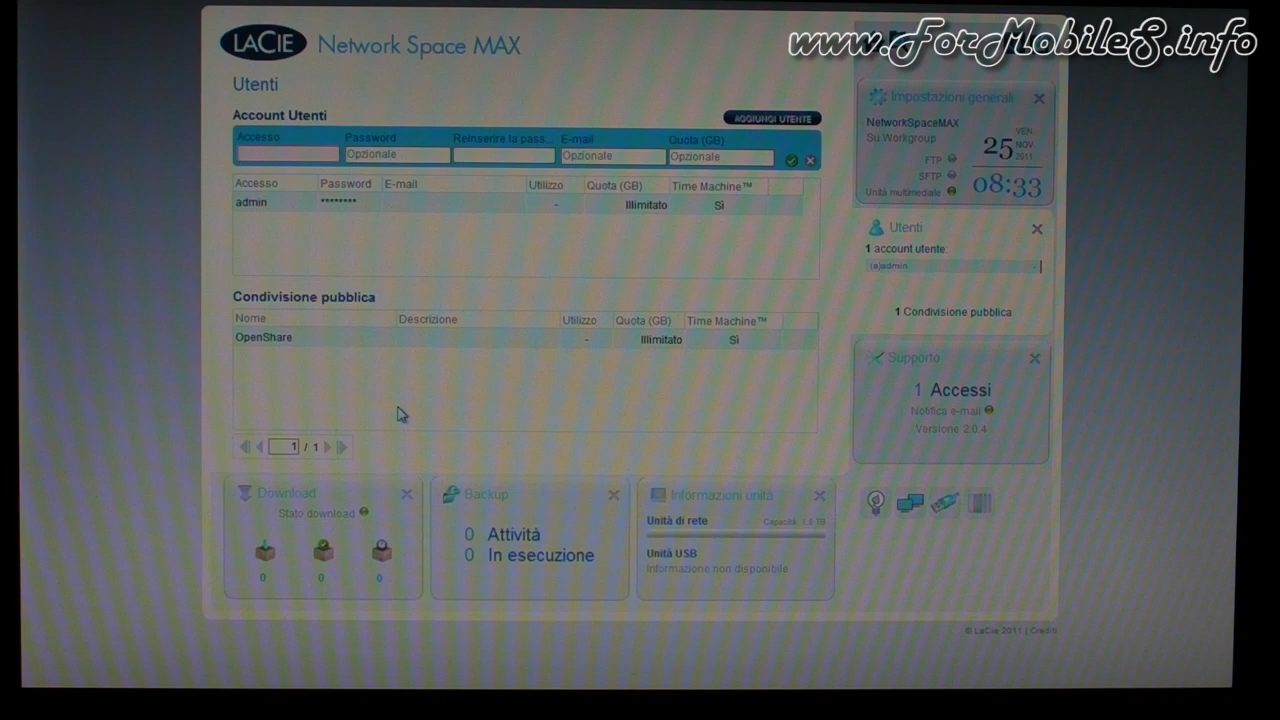 www.ForMobileS.info
LACIE Network Space MAX
Utenti
Account Utenti
AGGIUNGI UTENTE
Accesso Password Reinserire la pass... E-mail Quota (GB)
Opzionale Opzionale Opzionale
Accesso Password E-mail Utilizzo Quota (GB) Time Machine™
admin ******** - Illimitato Sì
Condivisione pubblica
Nome Descrizione Utilizzo Quota (GB) Time Machine™
OpenShare - Illimitato Sì
1 / 1
Impostazioni generali
NetworkSpaceMAX
Su Workgroup
FTP
SFTP
Unità multimediale
VEN
25 NOV
2011
08:33
Utenti
1 account utente.
(a)admin -
1 Condivisione pubblica
Supporto
1 Accessi
Notifica e-mail
Versione 2.0.4
Download
Stato download
0 0 0
Backup
0 Attività
0 In esecuzione
Informazioni unità
Unità di rete Capacità: 1.8 TB
Unità USB
Informazione non disponibile
© LaCie 2011 | Crediti